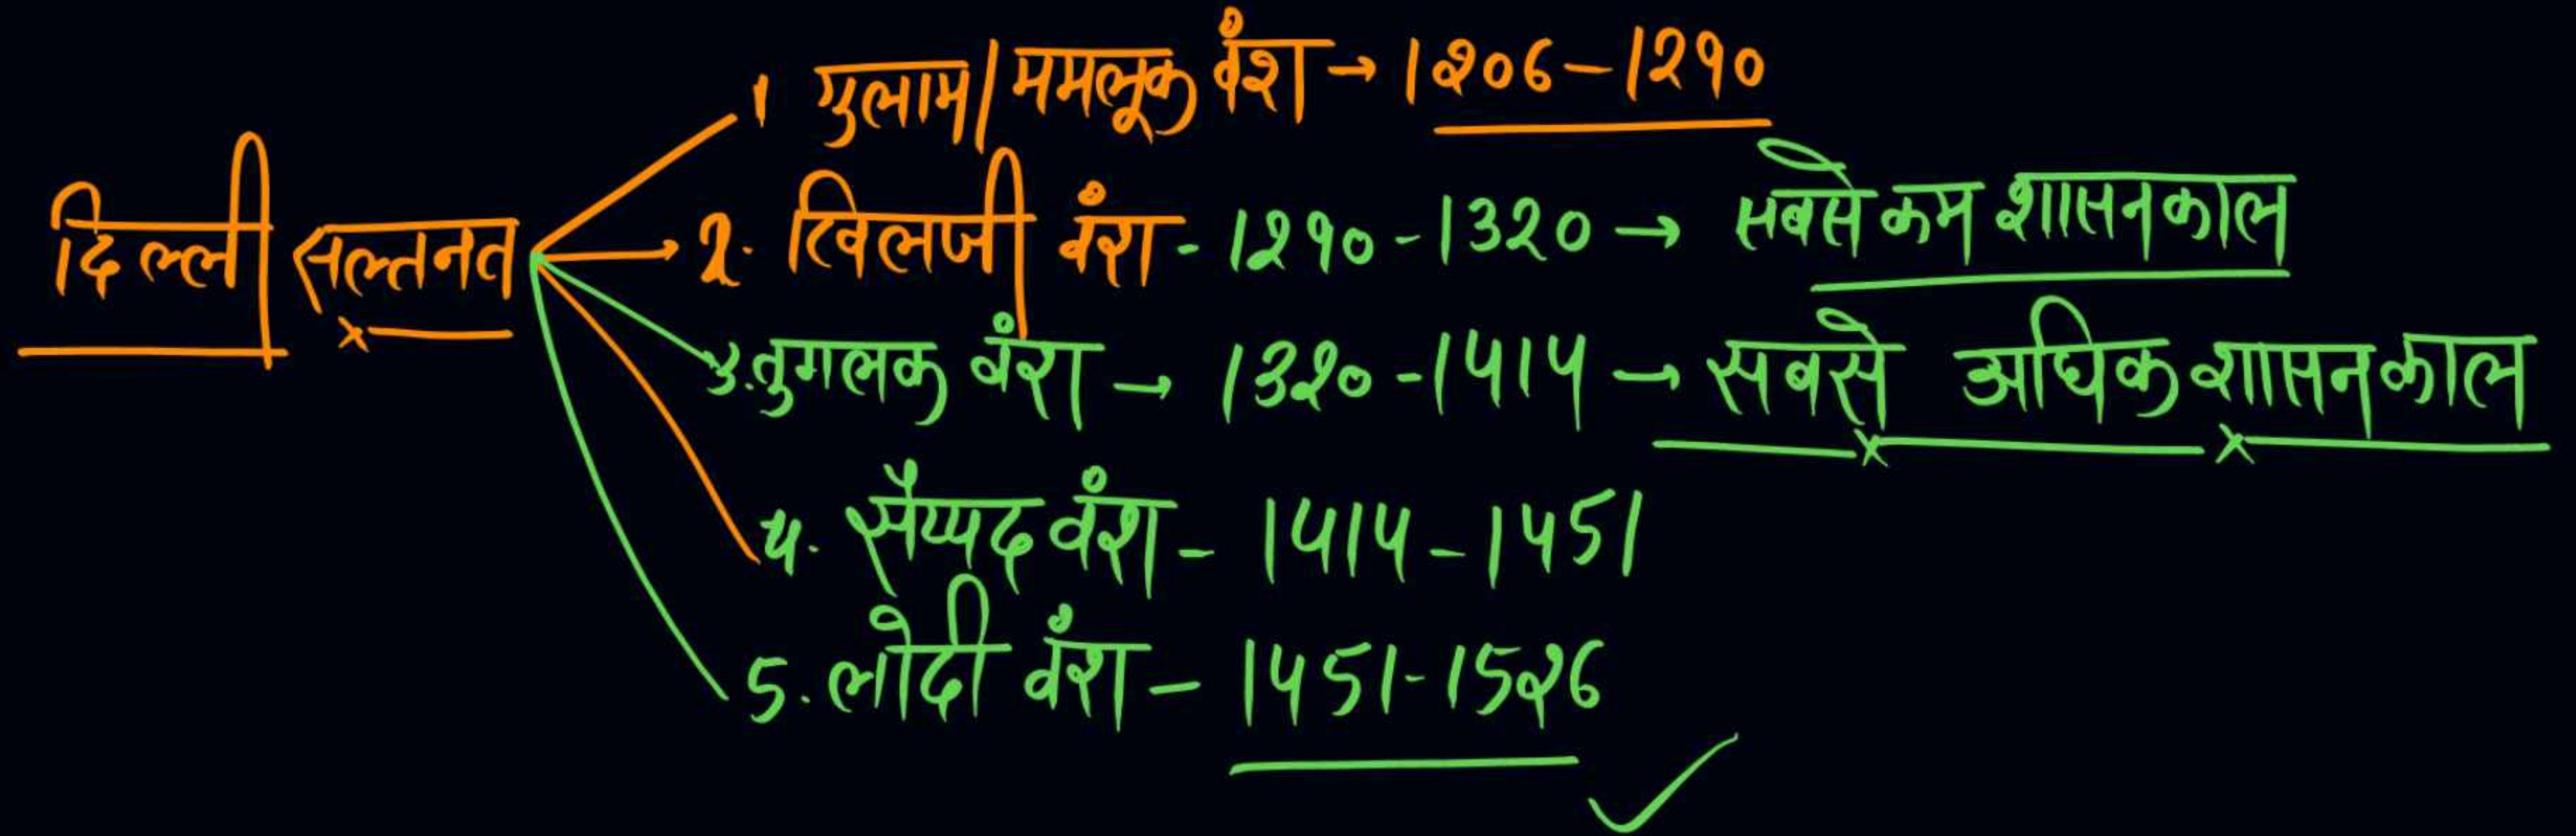 दिल्ली सल्तनत
1 गुलाम/ममलूक वंश → 1206-1290
2. खिलजी वंश - 1290-1320 → सबसे कम शासनकाल
3. तुगलक वंश → 1320-1414 → सबसे अधिक शासनकाल
4. सैय्यद वंश - 1414-1451
5. लोदी वंश - 1451-1526